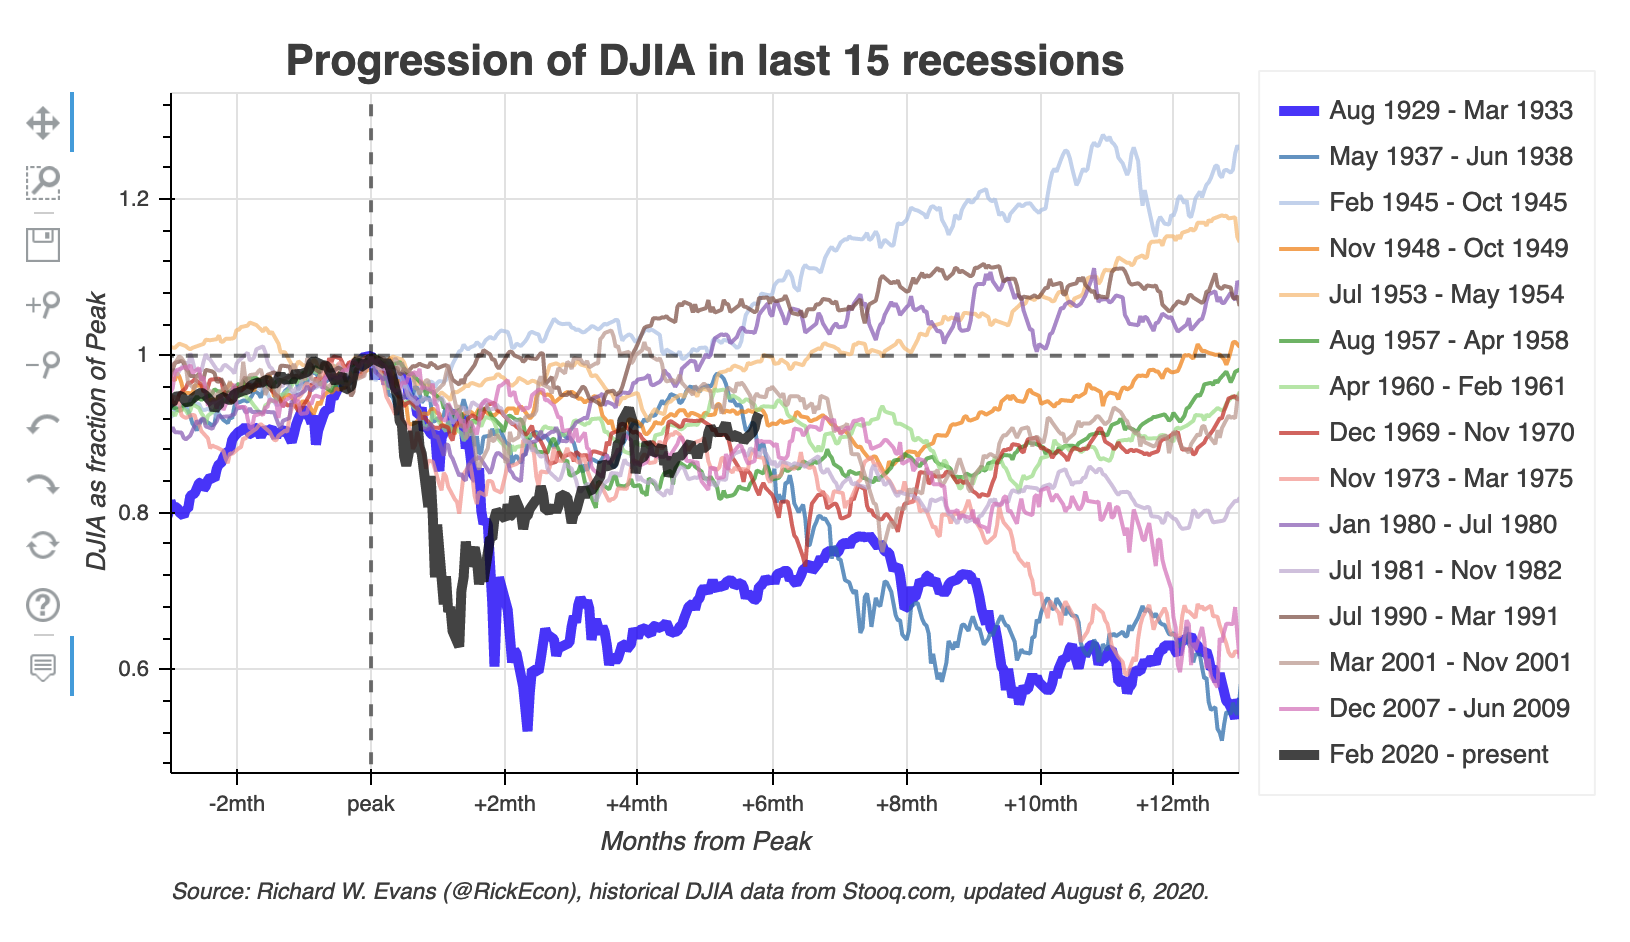 Progression of DJIA in last 15 recessions
DJIA as fraction of Peak
1.2
1
0.8
0.6
-2mth
peak
+2mth
+4mth
+6mth
+8mth
+10mth
+12mth
Months from Peak
Aug 1929 - Mar 1933
May 1937 - Jun 1938
Feb 1945 - Oct 1945
Nov 1948 - Oct 1949
Jul 1953 - May 1954
Aug 1957 - Apr 1958
Apr 1960 - Feb 1961
Dec 1969 - Nov 1970
Nov 1973 - Mar 1975
Jan 1980 - Jul 1980
Jul 1981 - Nov 1982
Jul 1990 - Mar 1991
Mar 2001 - Nov 2001
Dec 2007 - Jun 2009
Feb 2020 - present
Source: Richard W. Evans (@RickEcon), historical DJIA data from Stooq.com, updated August 6, 2020.